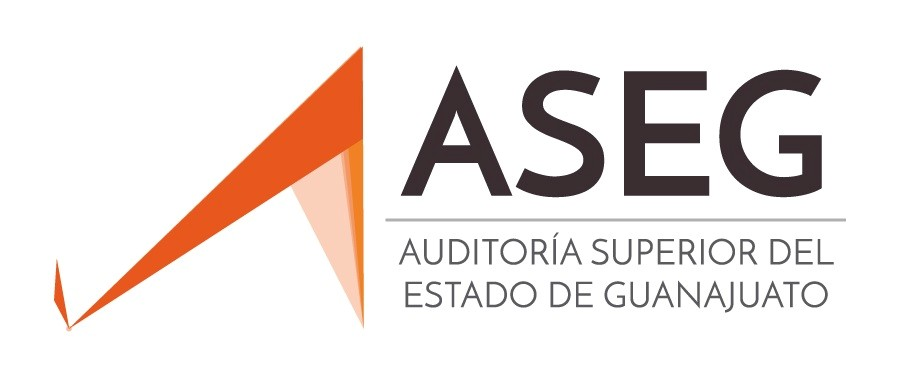 ASEG
AUDITORÍA SUPERIOR DEL
ESTADO DE GUANAJUATO